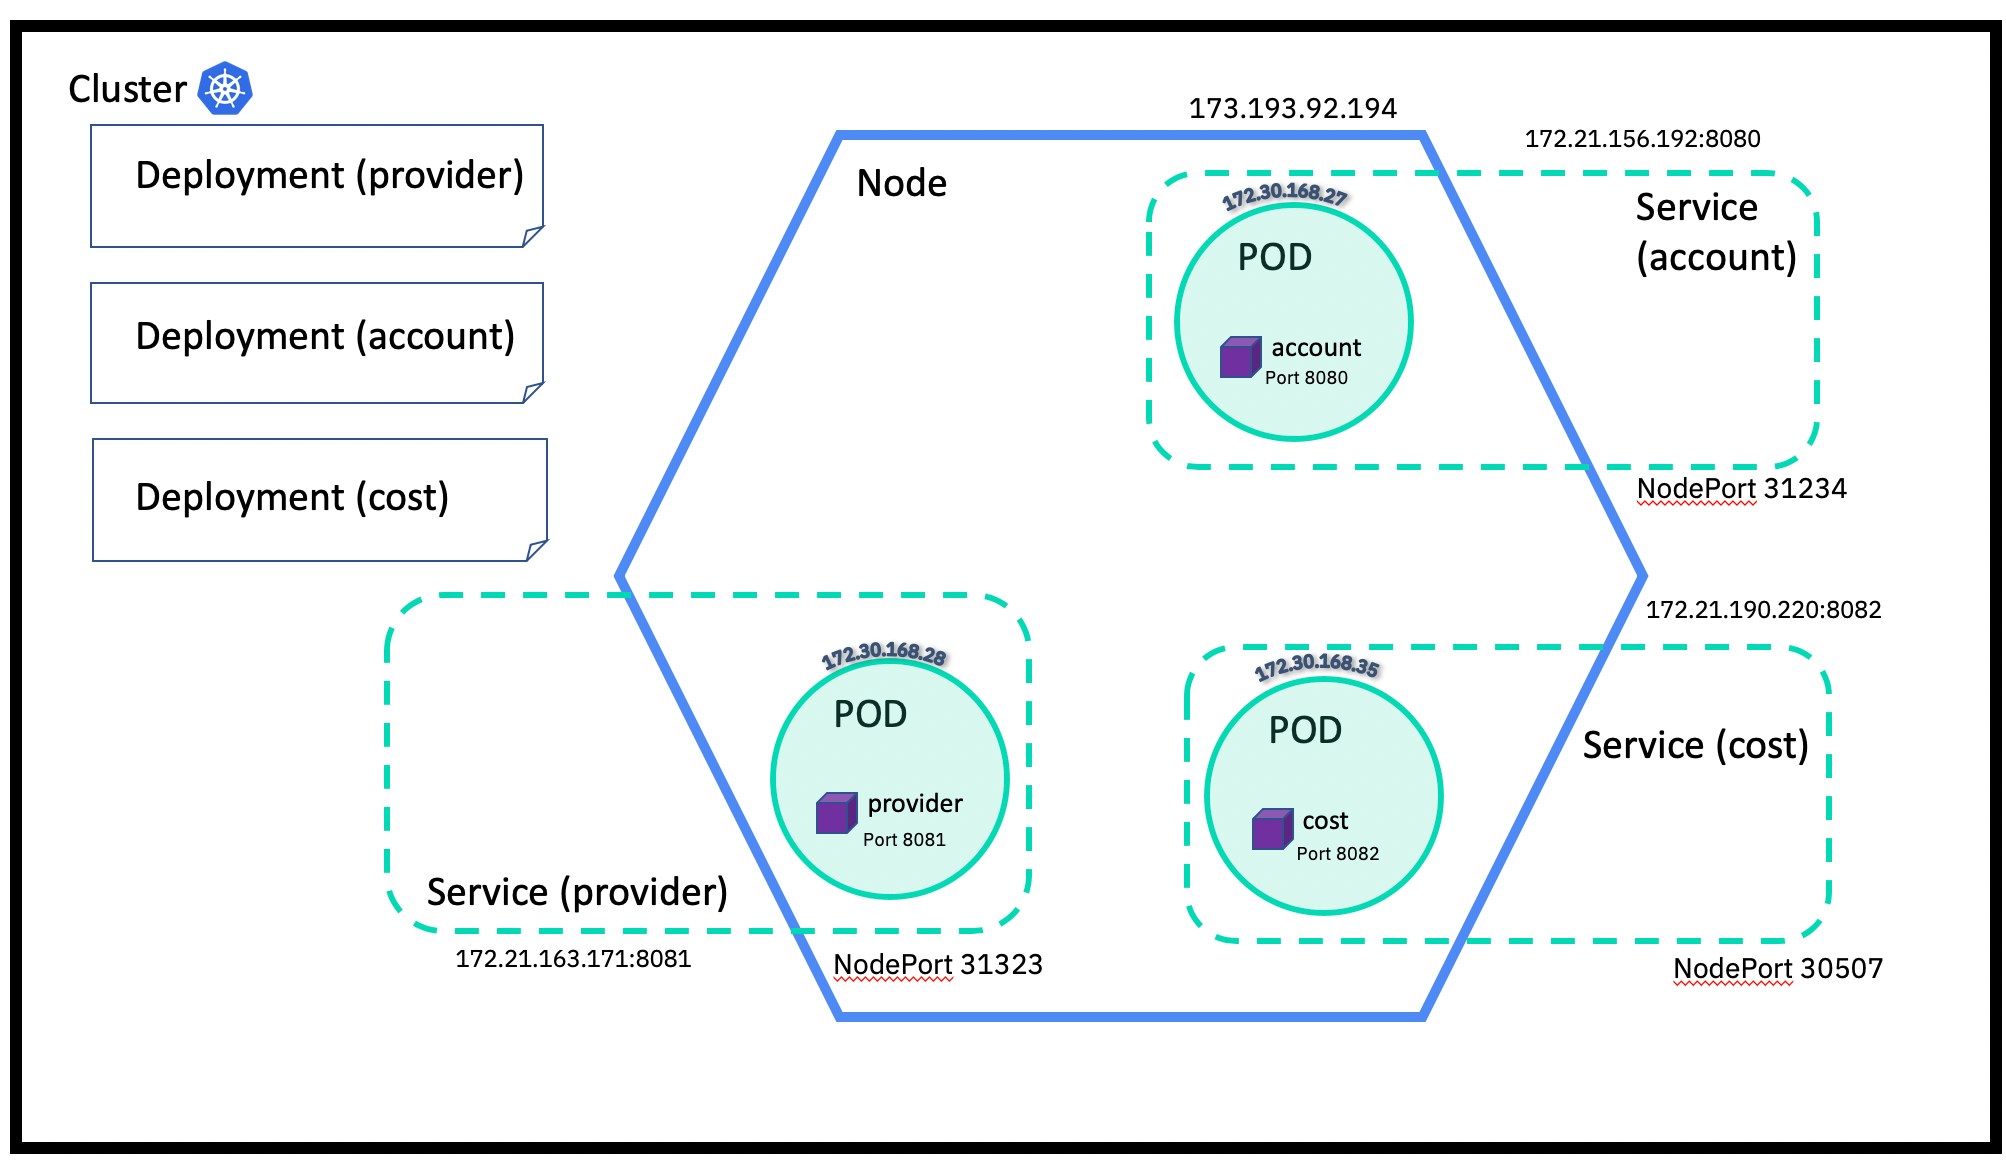 Cluster
Deployment (provider)
Deployment (account)
Deployment (cost)
173.193.92.194
Node
172.21.156.192:8080
Service
(account)
172.30.168.27
POD
account
Port 8080
NodePort 31234
172.21.190.220:8082
172.30.168.28
POD
provider
Port 8081
Service (provider)
172.21.163.171:8081
NodePort 31323
172.30.168.35
POD
cost
Port 8082
Service (cost)
NodePort 30507